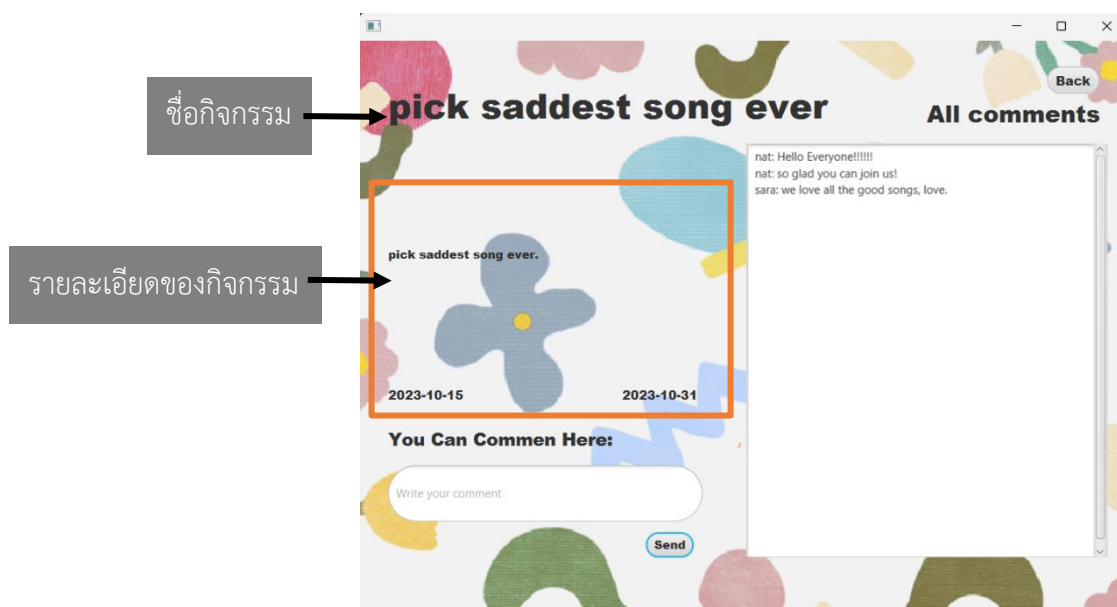 Back
ชื่อกิจกรรม
pick saddest song ever
All comments
nat: Hello Everyone!!!!!!
nat: so glad you can join us!
sara: we love all the good songs, love.
pick saddest song ever.
รายละเอียดของกิจกรรม
2023-10-15
2023-10-31
You Can Commen Here:
Write your comment
Send